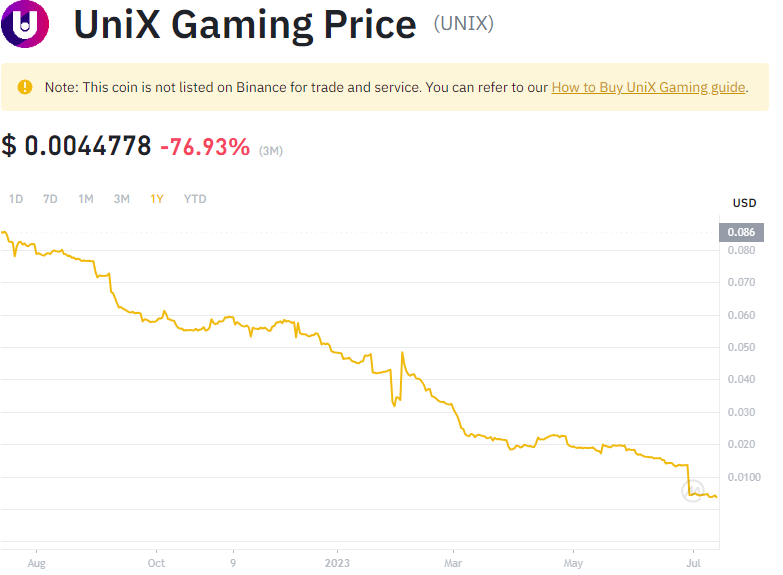 UniX Gaming Price (UNIX)
Note: This coin is not listed on Binance for trade and service. You can refer to our How to Buy UniX Gaming guide.
$ 0.0044778 -76.93% (3M)
1D 7D 1M 3M 1Y YTD
USD
0.086
0.080
0.070
0.060
0.050
0.040
0.030
0.020
0.0100
Aug Oct 9 2023 Mar May Jul